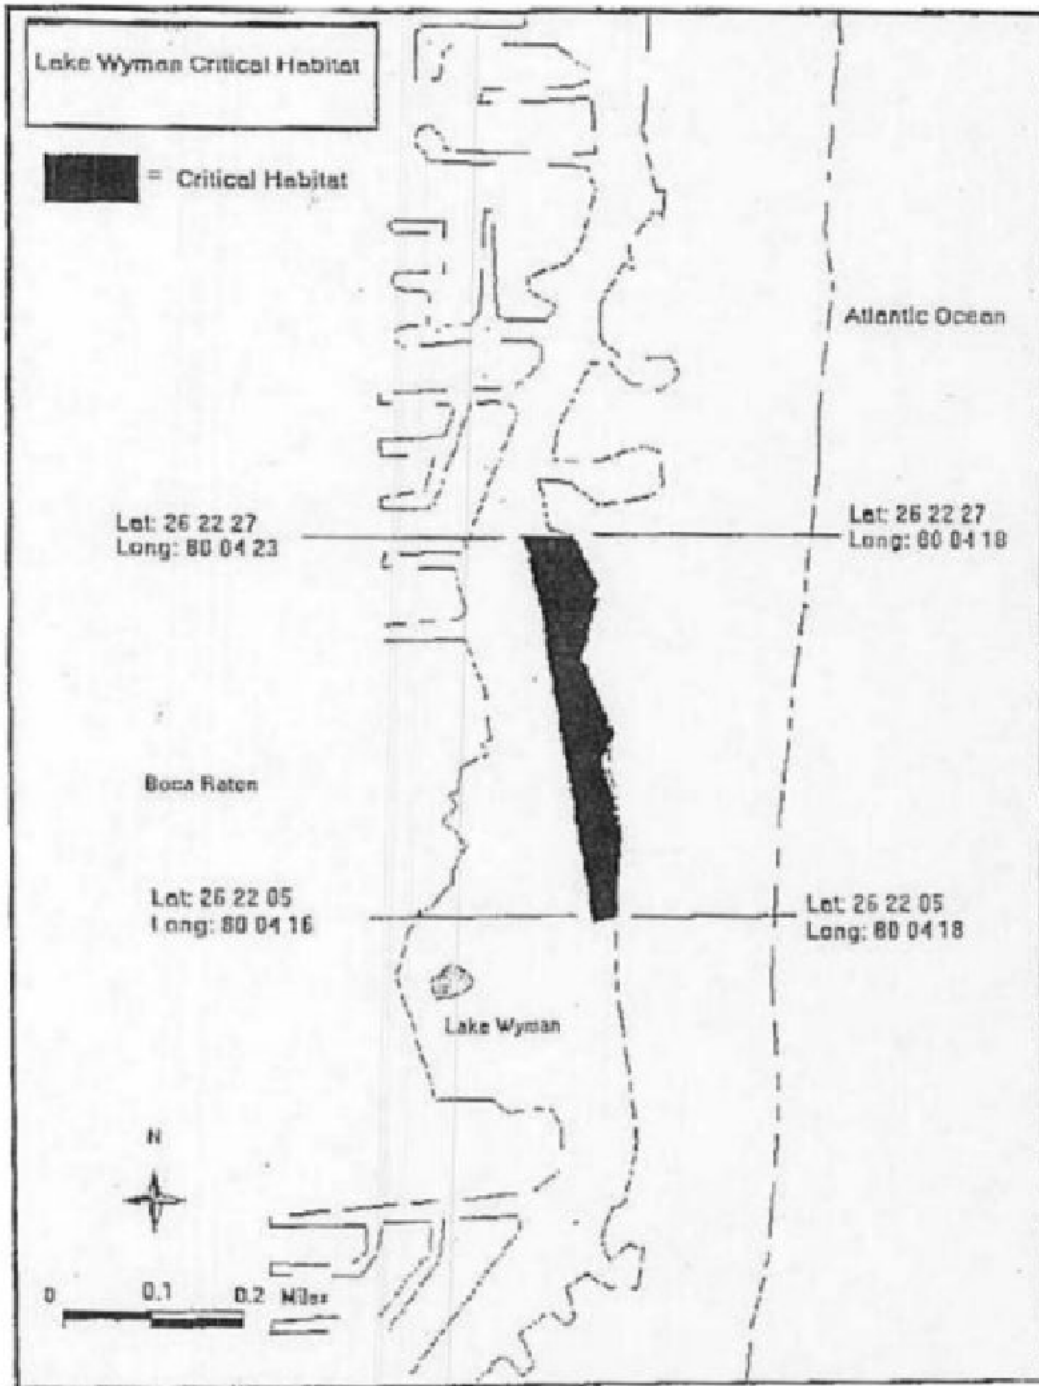 Lake Wyman Critical Habitat
= Critical Habitat
Atlantic Ocean
Lat: 26 22 27
Long: 80 04 23
Lat: 26 22 27
Long: 80 04 18
Boca Raton
Lat: 26 22 05
Long: 80 04 16
Lat: 26 22 05
Long: 80 04 18
Lake Wyman
N
0 0.1 0.2 Miles